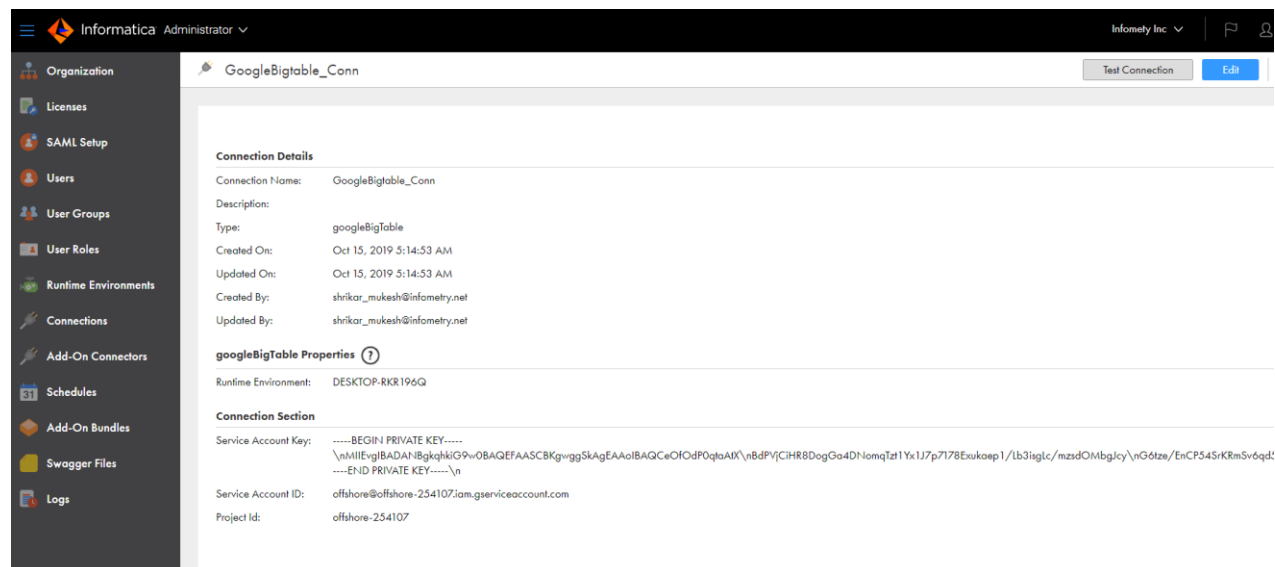 Informatica Administrator
Infomety Inc
Organization
Licenses
SAML Setup
Users
User Groups
User Roles
Runtime Environments
Connections
Add-On Connectors
31 Schedules
Add-On Bundles
Swagger Files
Logs
GoogleBigtable_Conn
Test Connection
Edit
Connection Details
Connection Name: GoogleBigtable_Conn
Description:
Type: googleBigTable
Created On: Oct 15, 2019 5:14:53 AM
Updated On: Oct 15, 2019 5:14:53 AM
Created By: shrikar_mukesh@infometry.net
Updated By: shrikar_mukesh@infometry.net
googleBigTable Properties ?
Runtime Environment: DESKTOP-RKR196Q
Connection Section
Service Account Key: -----BEGIN PRIVATE KEY-----
----END PRIVATE KEY-----\n
Service Account ID: offshore@offshore-254107.iam.gserviceaccount.com
Project Id: offshore-254107